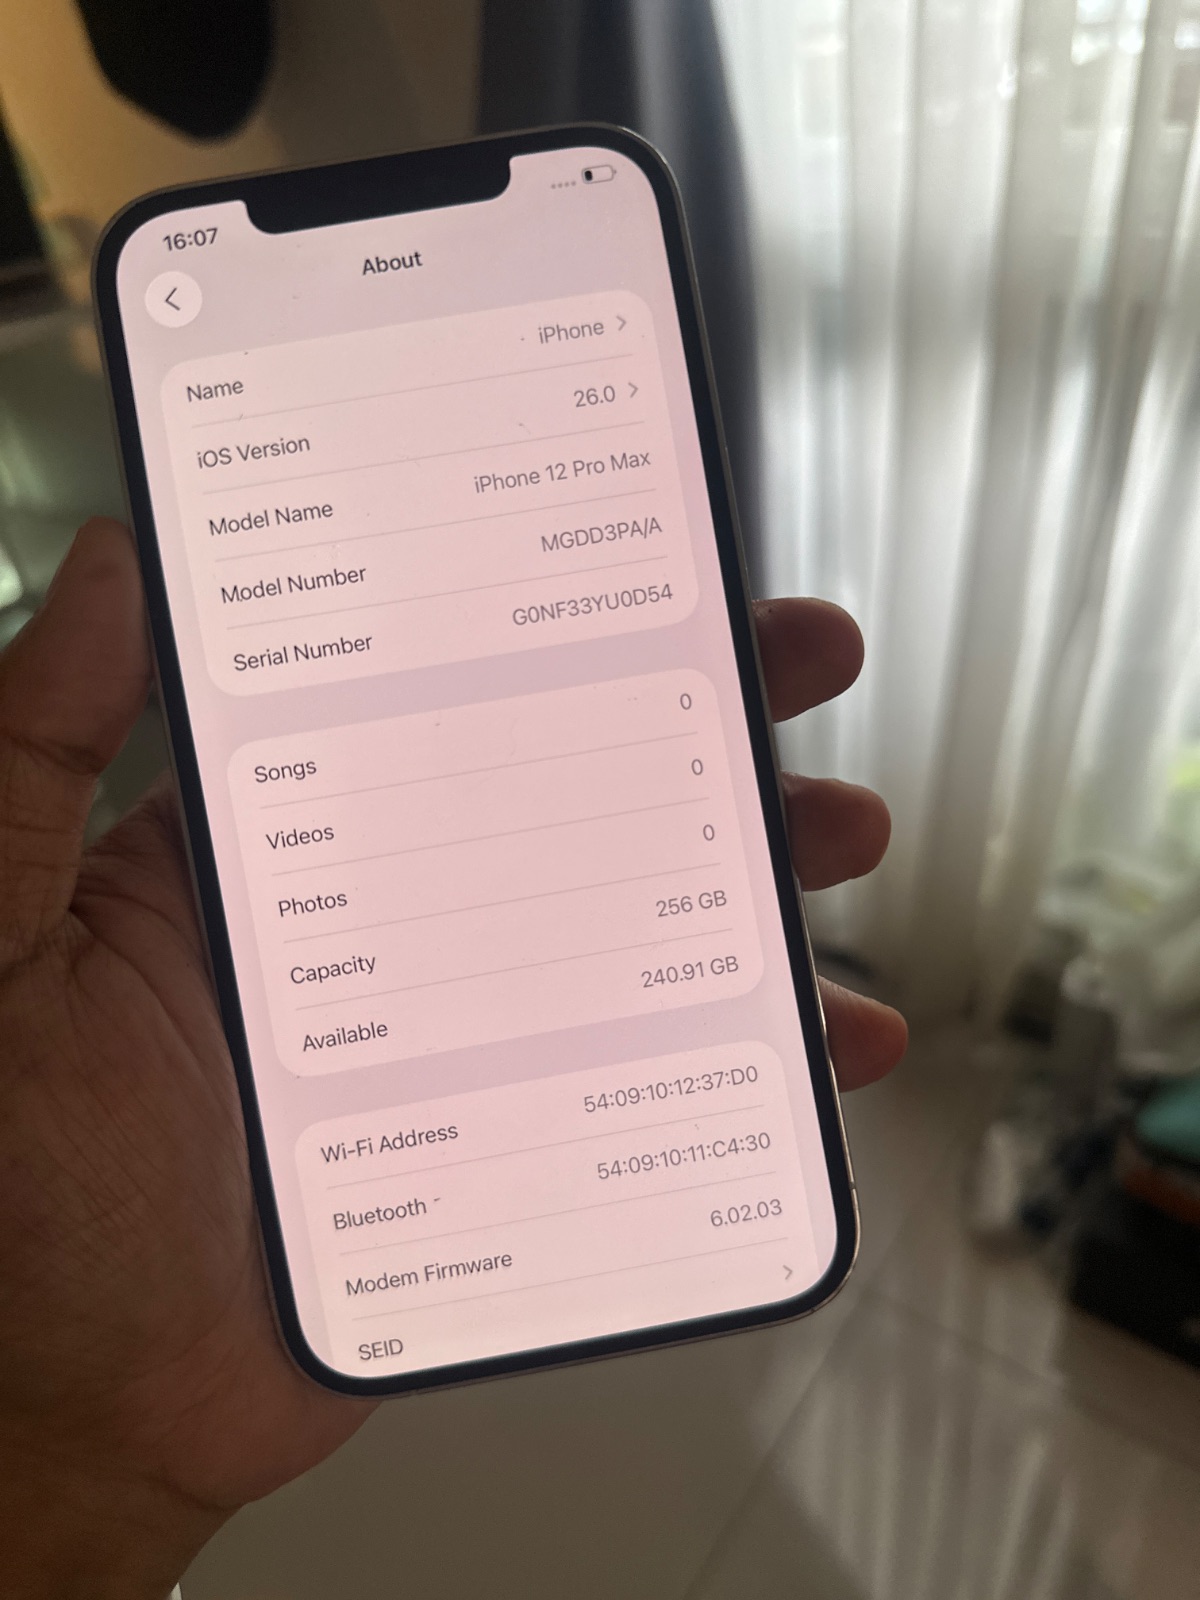 16:07
About
Name iPhone
iOS Version 26.0
Model Name iPhone 12 Pro Max
Model Number MGDD3PA/A
Serial Number G0NF33YU0D54
Songs 0
Videos 0
Photos 0
Capacity 256 GB
Available 240.91 GB
Wi-Fi Address 54:09:10:12:37:D0
Bluetooth 54:09:10:11:C4:30
Modem Firmware 6.02.03
SEID